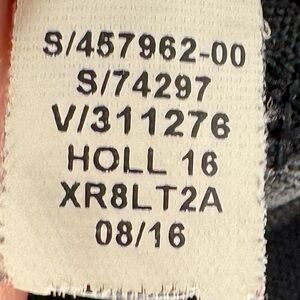 S/457962-00
S/74297
V/311276
HOLL 16
XR8LT2A
08/16